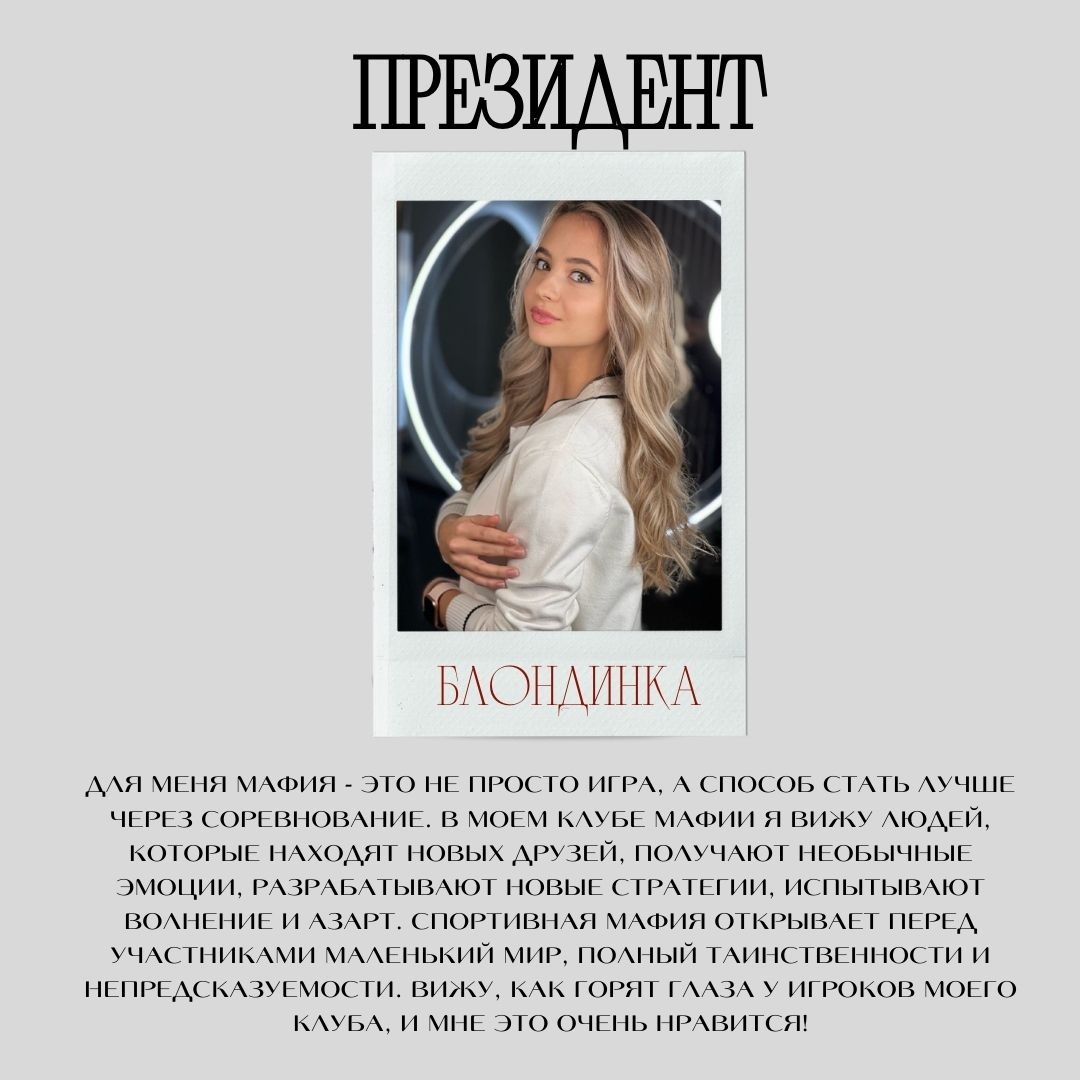 ПРЕЗИДЕНТ
БЛОНДИНКА
ДЛЯ МЕНЯ МАФИЯ - ЭТО НЕ ПРОСТО ИГРА, А СПОСОБ СТАТЬ ЛУЧШЕ
ЧЕРЕЗ СОРЕВНОВАНИЕ. В МОЕМ КЛУБЕ МАФИИ Я ВИЖУ ЛЮДЕЙ,
КОТОРЫЕ НАХОДЯТ НОВЫХ ДРУЗЕЙ, ПОЛУЧАЮТ НЕОБЫЧНЫЕ
ЭМОЦИИ, РАЗРАБАТЫВАЮТ НОВЫЕ СТРАТЕГИИ, ИСПЫТЫВАЮТ
ВОЛНЕНИЕ И АЗАРТ. СПОРТИВНАЯ МАФИЯ ОТКРЫВАЕТ ПЕРЕД
УЧАСТНИКАМИ МАЛЕНЬКИЙ МИР, ПОЛНЫЙ ТАИНСТВЕННОСТИ И
НЕПРЕДСКАЗУЕМОСТИ. ВИЖУ, КАК ГОРЯТ ГЛАЗА У ИГРОКОВ МОЕГО
КЛУБА, И МНЕ ЭТО ОЧЕНЬ НРАВИТСЯ!